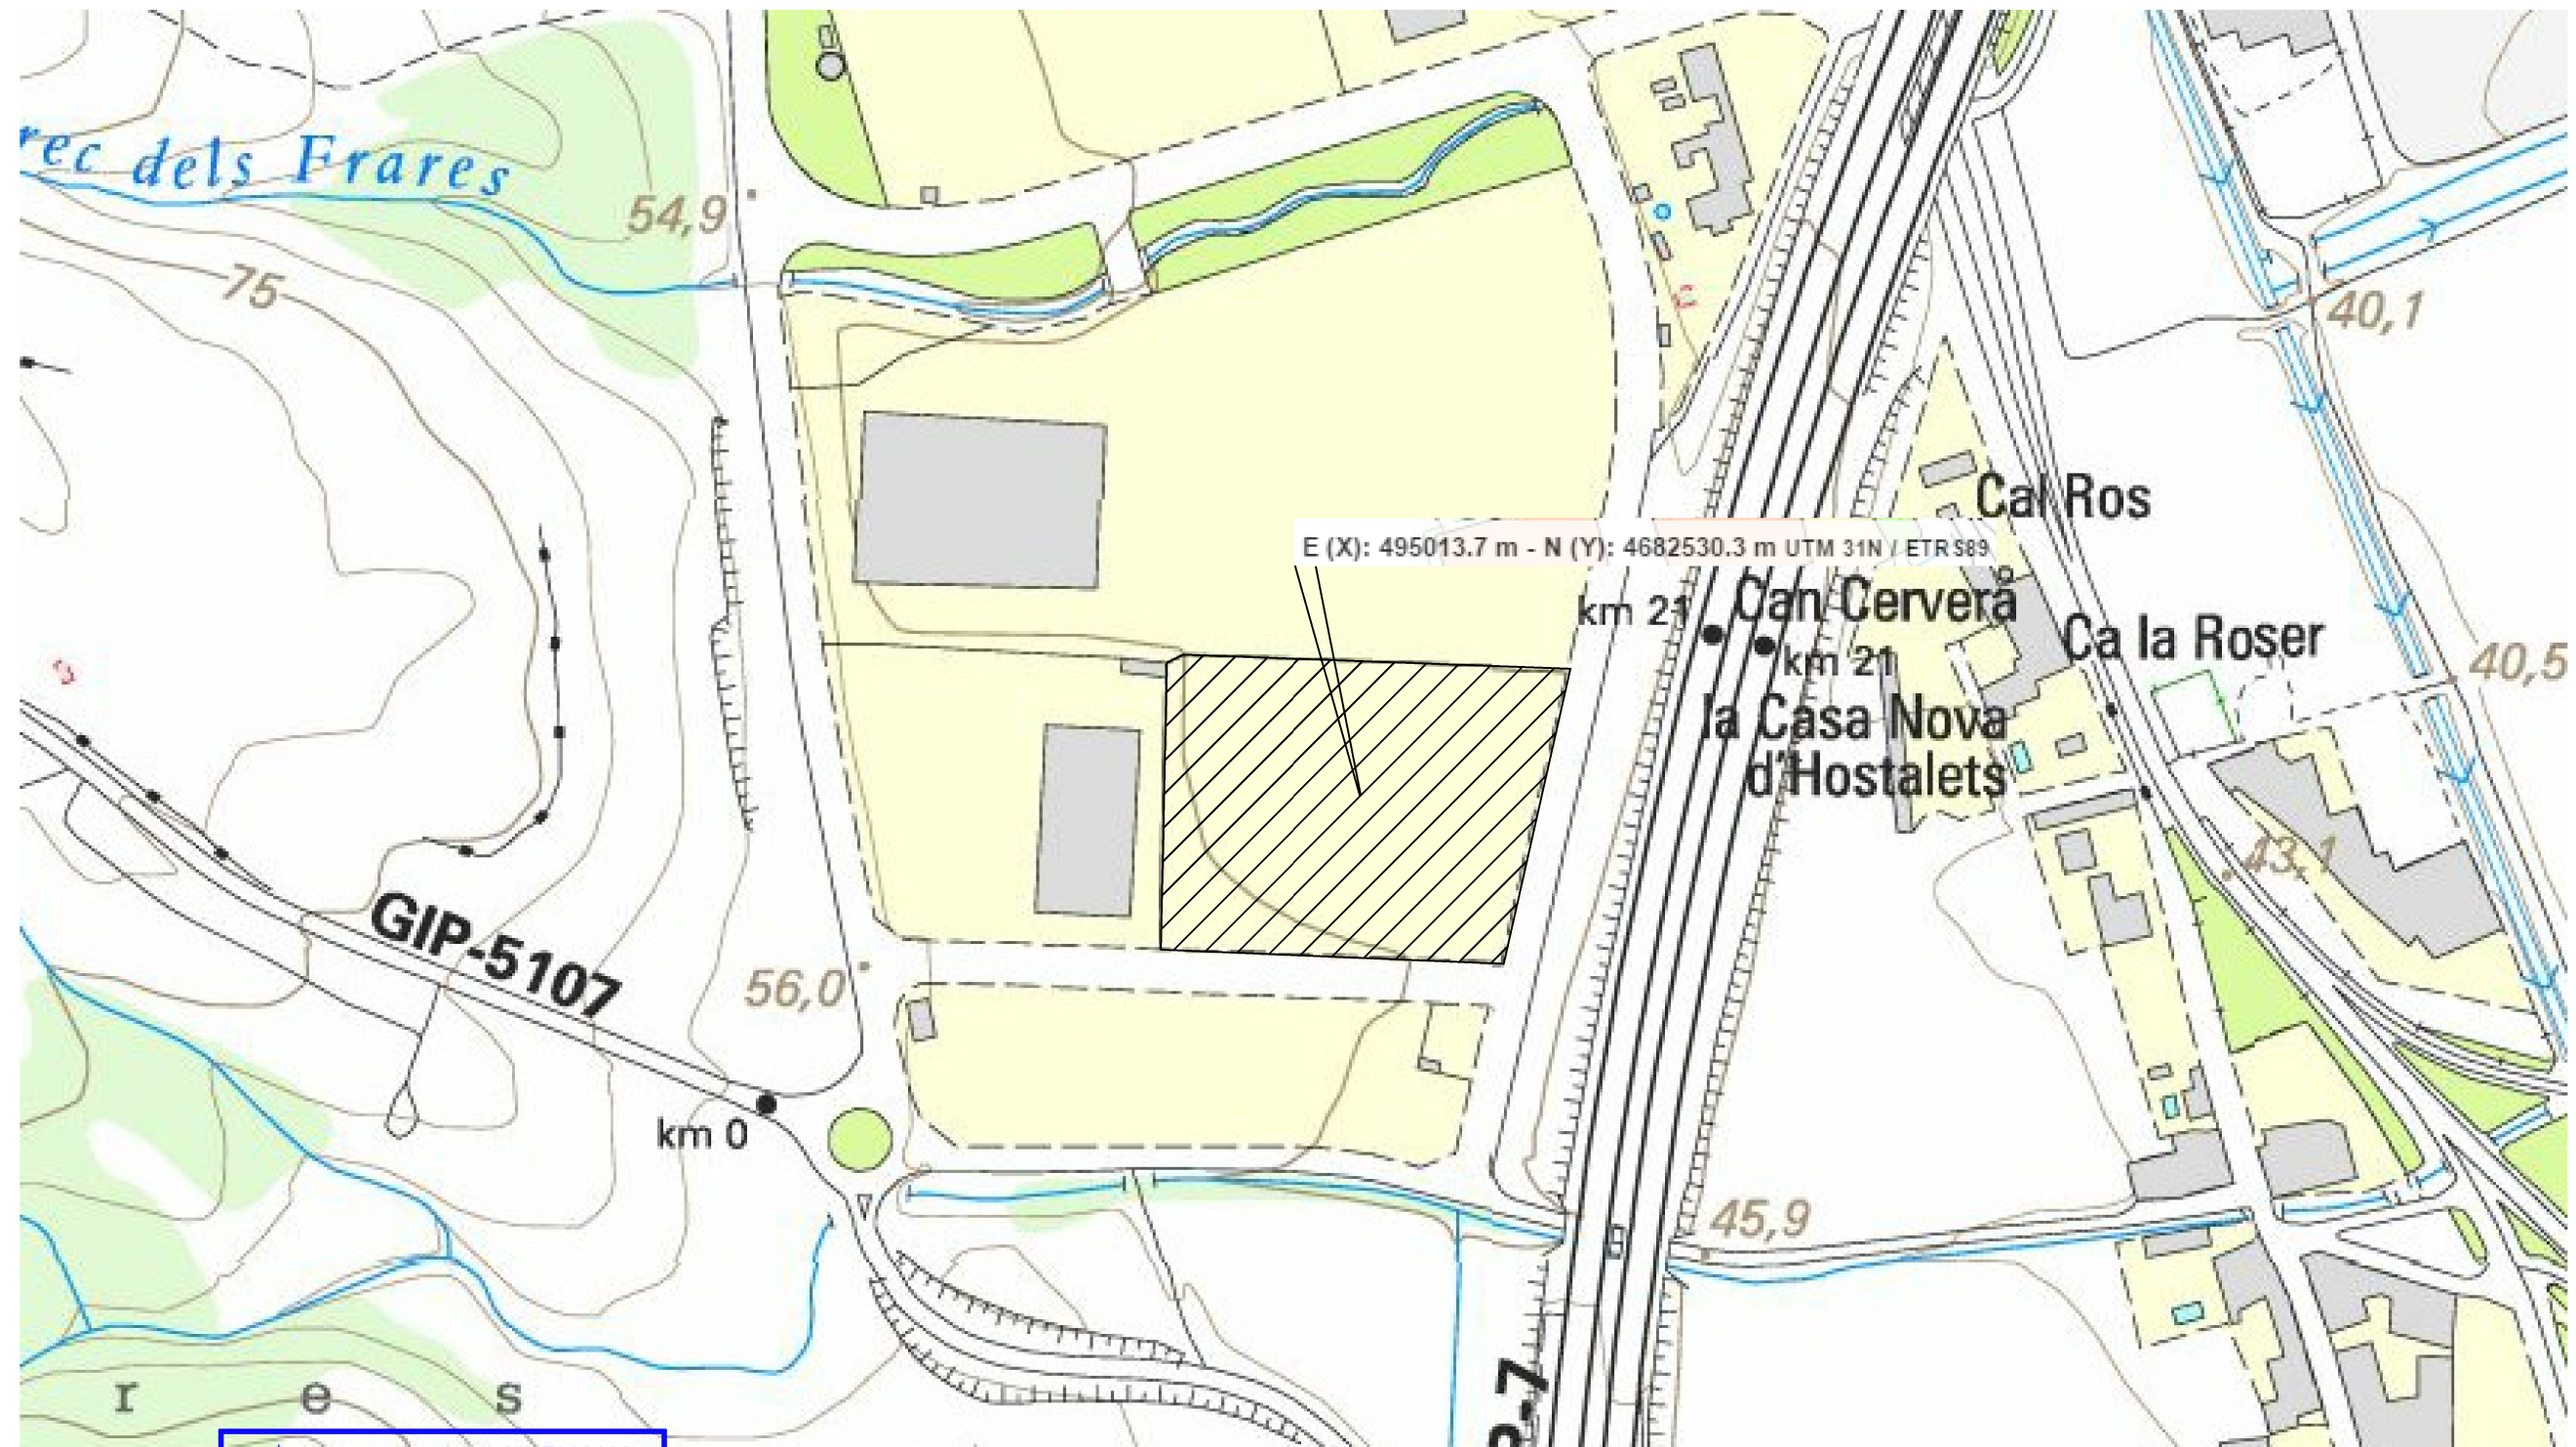 rec dels Frares
54,9
75
40,1
Cal Ros
E (X): 495013.7 m - N (Y): 4682530.3 m UTM 31N / ETRS89
km 21
Can Cerverà
Ca la Roser
km 21
40,5
la Casa Nova
d'Hostalets
43,1
GIP-5107
56,0
km 0
45,9
P-7
r e s